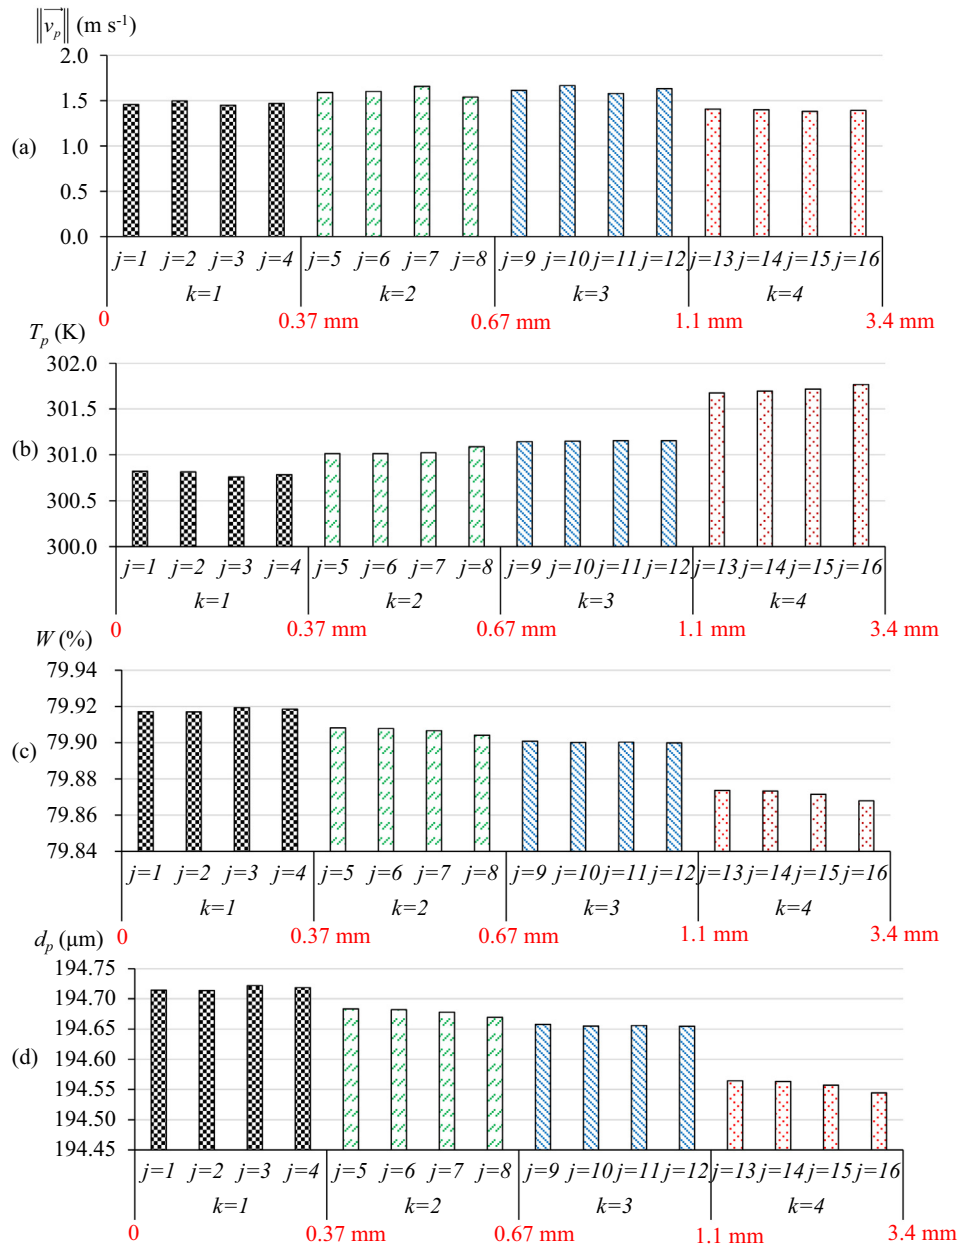 ‖v_p‖ (m s⁻¹)
2.0
1.5
(a)
1.0
0.5
0.0
j=1 j=2 j=3 j=4 j=5 j=6 j=7 j=8 j=9 j=10 j=11 j=12 j=13 j=14 j=15 j=16
k=1 k=2 k=3 k=4
0 0.37 mm 0.67 mm 1.1 mm 3.4 mm
T_p (K)
302.0
301.5
(b)
301.0
300.5
300.0
j=1 j=2 j=3 j=4 j=5 j=6 j=7 j=8 j=9 j=10 j=11 j=12 j=13 j=14 j=15 j=16
k=1 k=2 k=3 k=4
0 0.37 mm 0.67 mm 1.1 mm 3.4 mm
W (%)
79.94
79.92
(c)
79.90
79.88
79.86
79.84
j=1 j=2 j=3 j=4 j=5 j=6 j=7 j=8 j=9 j=10 j=11 j=12 j=13 j=14 j=15 j=16
k=1 k=2 k=3 k=4
0 0.37 mm 0.67 mm 1.1 mm 3.4 mm
d_p (μm)
194.75
194.70
194.65
(d)
194.60
194.55
194.50
194.45
j=1 j=2 j=3 j=4 j=5 j=6 j=7 j=8 j=9 j=10 j=11 j=12 j=13 j=14 j=15 j=16
k=1 k=2 k=3 k=4
0 0.37 mm 0.67 mm 1.1 mm 3.4 mm